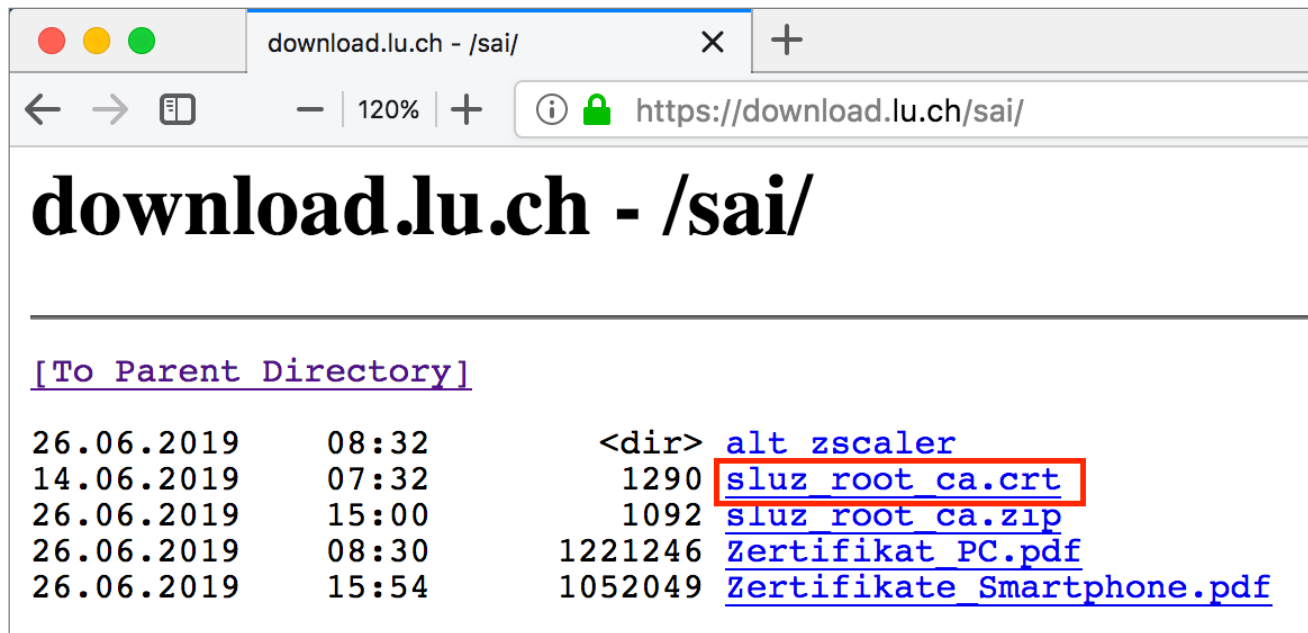 download.lu.ch - /sai/
120% https://download.lu.ch/sai/
download.lu.ch - /sai/
[To Parent Directory]
26.06.2019 08:32 <dir> alt zscaler
14.06.2019 07:32 1290 sluz_root_ca.crt
26.06.2019 15:00 1092 sluz_root_ca.zip
26.06.2019 08:30 1221246 Zertifikat_PC.pdf
26.06.2019 15:54 1052049 Zertifikate_Smartphone.pdf